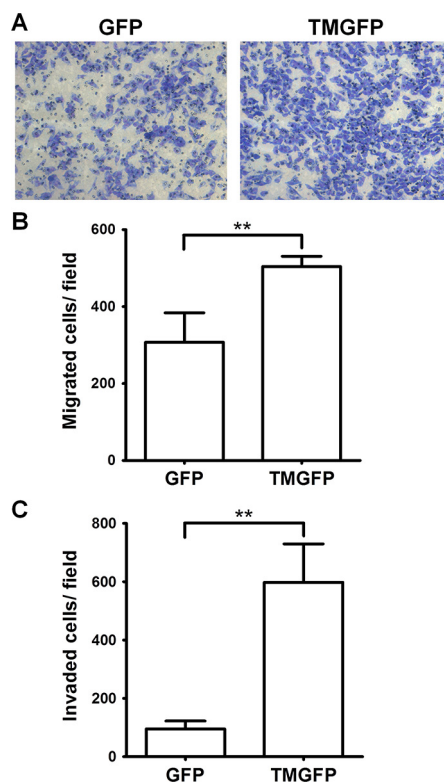 A
GFP TMGFP
B
Migrated cells/ field
600
400
200
0
**
GFP TMGFP
C
Invaded cells/ field
800
600
400
200
0
**
GFP TMGFP